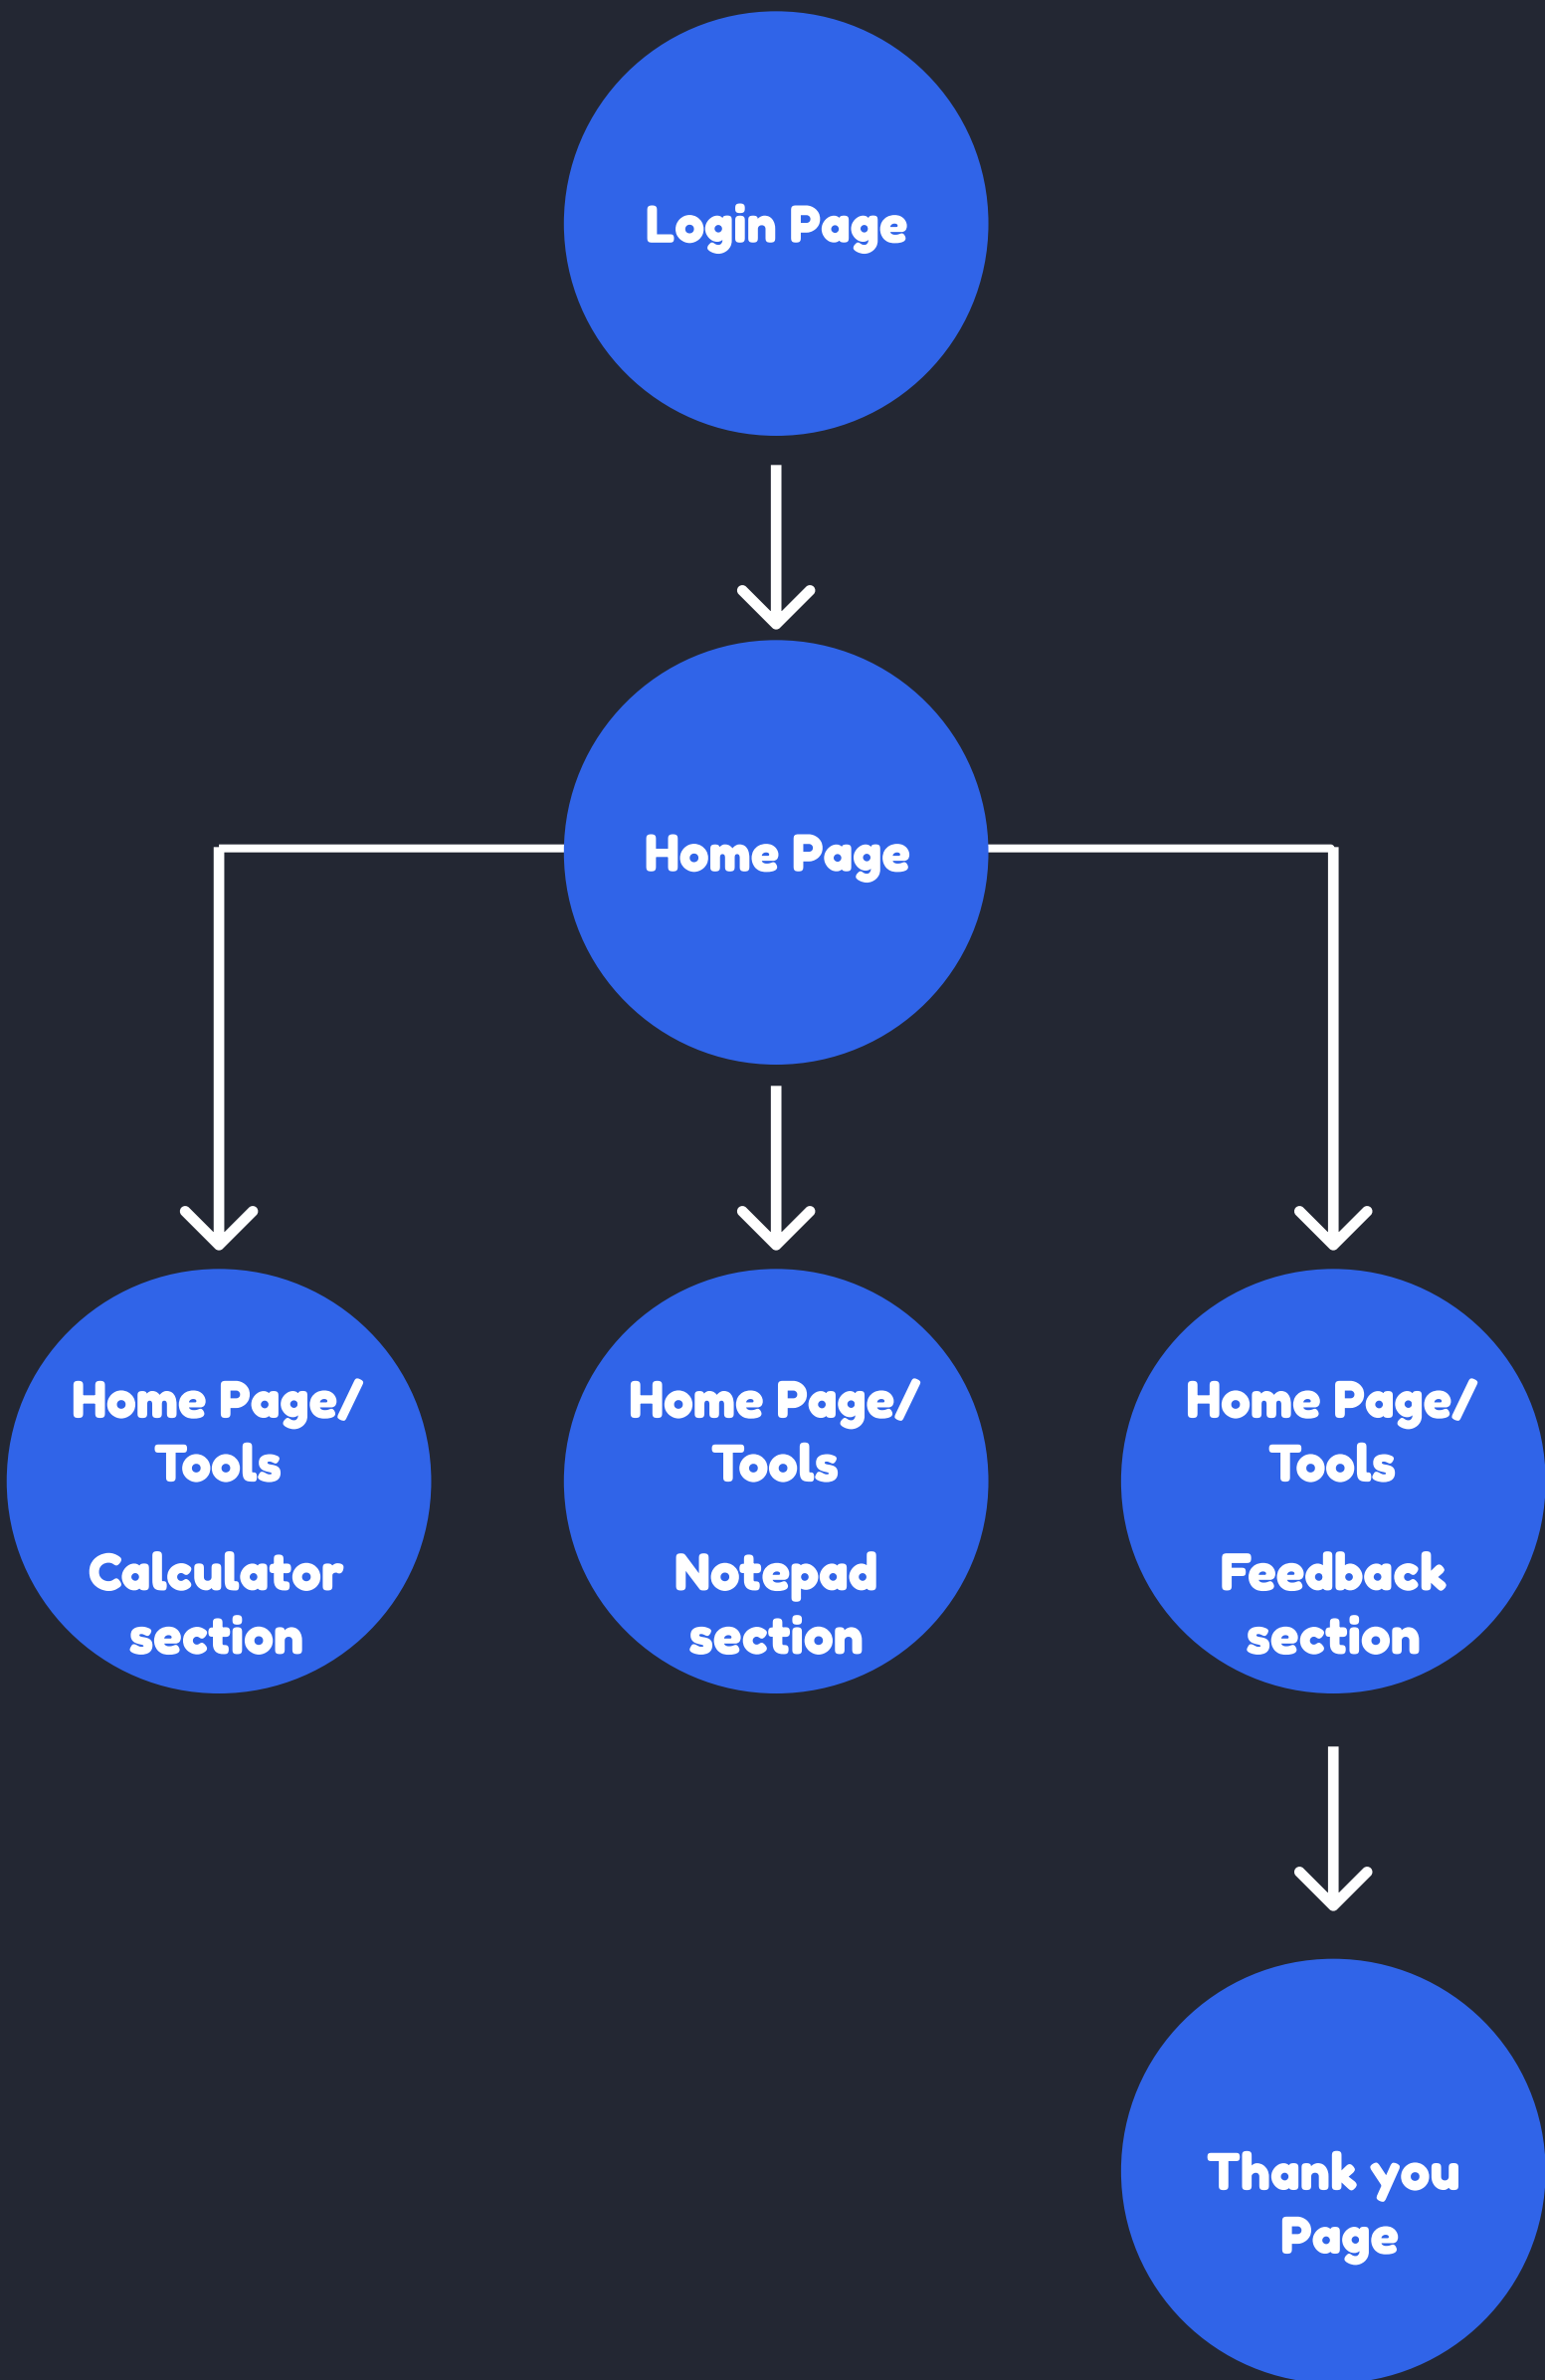 Login Page
Home Page
Home Page/
Tools
Calculator
section
Home Page/
Tools
Notepad
section
Home Page/
Tools
Feedback
section
Thank you
Page